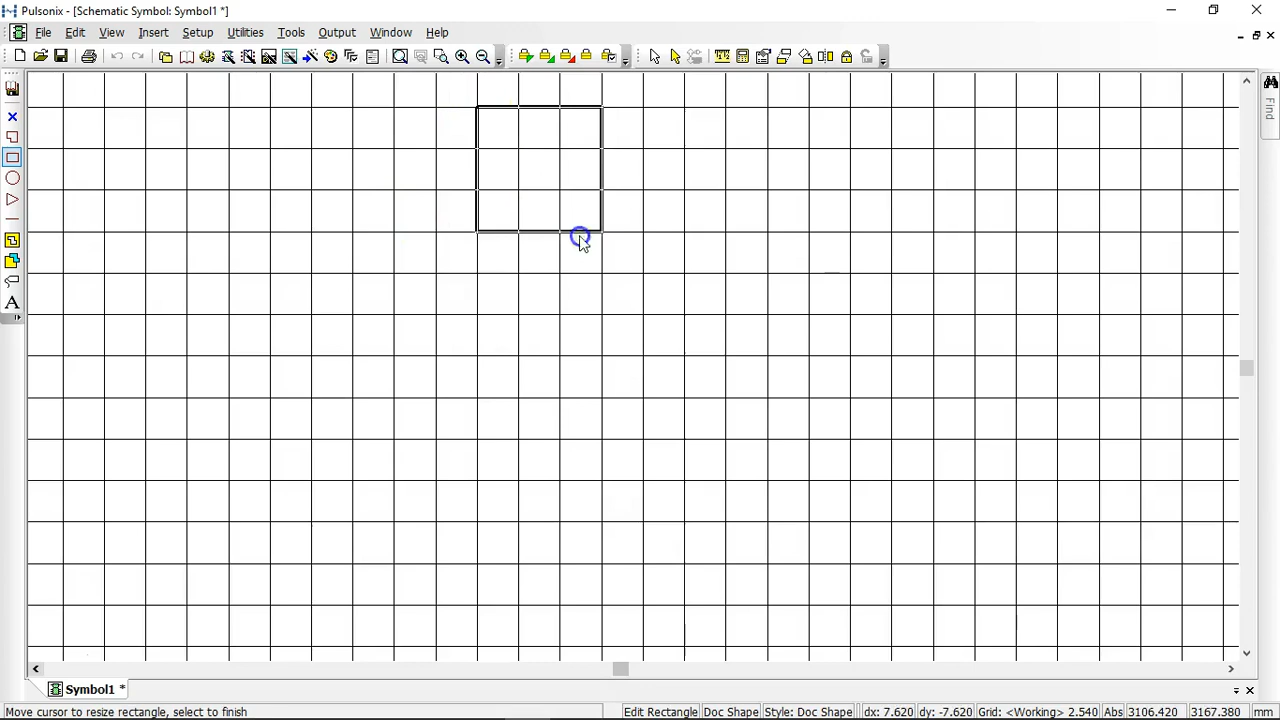 Pulsonix - [Schematic Symbol: Symbol1 *]
File Edit View Insert Setup Utilities Tools Output Window Help
A
Find
Symbol1 *
Move cursor to resize rectangle, select to finish Edit Rectangle Doc Shape Style: Doc Shape dx: 7.620 dy: -7.620 Grid: <Working> 2.540 Abs 3106.420 3167.380 mm